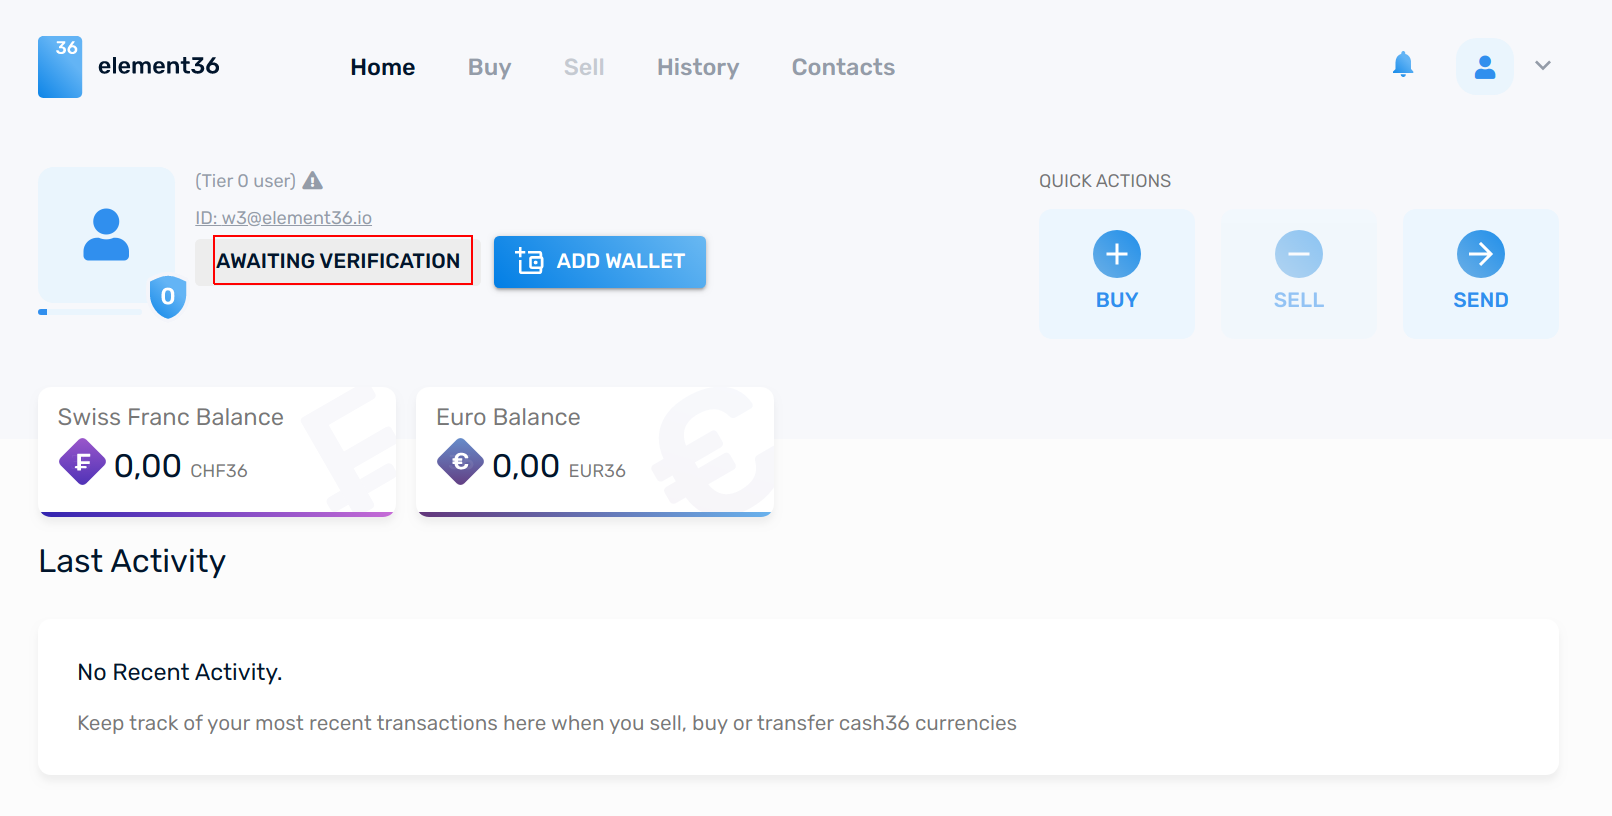 36
element36
Home
Buy
Sell
History
Contacts
(Tier 0 user)
ID: w3@element36.io
AWAITING VERIFICATION
ADD WALLET
0
QUICK ACTIONS
BUY
SELL
SEND
Swiss Franc Balance
0,00 CHF36
Euro Balance
€ 0,00 EUR36
Last Activity
No Recent Activity.
Keep track of your most recent transactions here when you sell, buy or transfer cash36 currencies